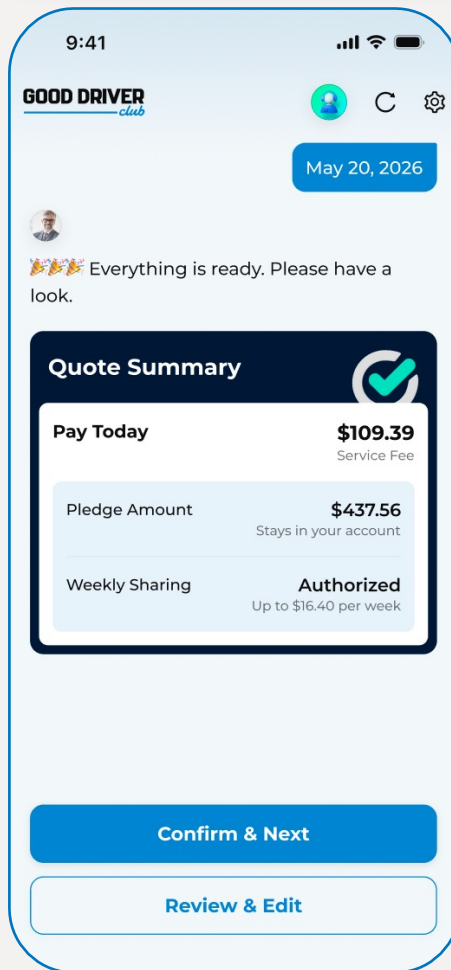 9:41
GOOD DRIVER
club
May 20, 2026
🎉🎉🎉 Everything is ready. Please have a
look.
Quote Summary
Pay Today
$109.39
Service Fee
Pledge Amount
$437.56
Stays in your account
Weekly Sharing
Authorized
Up to $16.40 per week
Confirm & Next
Review & Edit